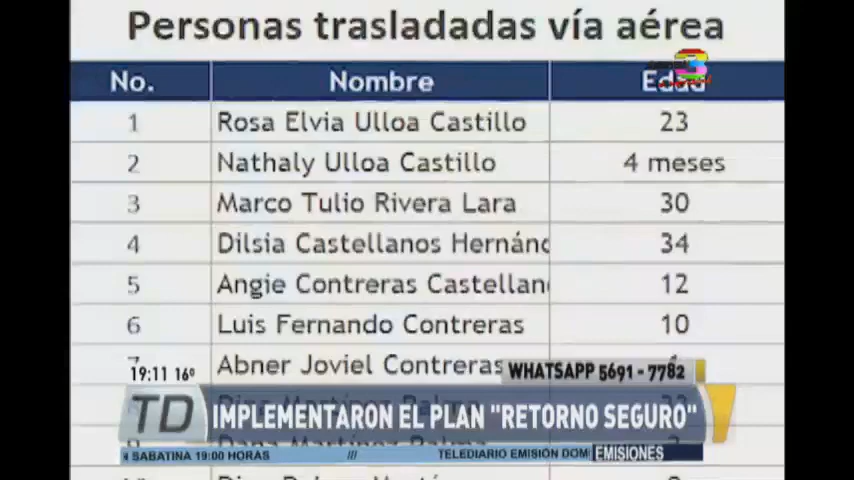 Personas trasladadas vía aérea
No. Nombre Edad
1 Rosa Elvia Ulloa Castillo 23
2 Nathaly Ulloa Castillo 4 meses
3 Marco Tulio Rivera Lara 30
4 Dilsia Castellanos Hernánd
5 Angie Contreras Castellan 12
6 Luis Fernando Contreras 10
7 Abner Joviel Contreras
19:11 16º WHATSAPP 5691 - 7782
TD IMPLEMENTARON EL PLAN "RETORNO SEGURO"
SABATINA 19:00 HORAS /// TELEDIARIO EMISIÓN DOM EMISIONES